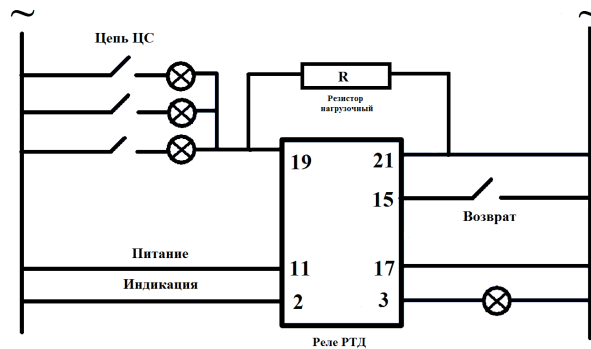 ~ ~
Цепь ЦС
R
Резистор
нагрузочный
19 21
15
Возврат
Питание
11 17
Индикация
2 3
Реле РТД